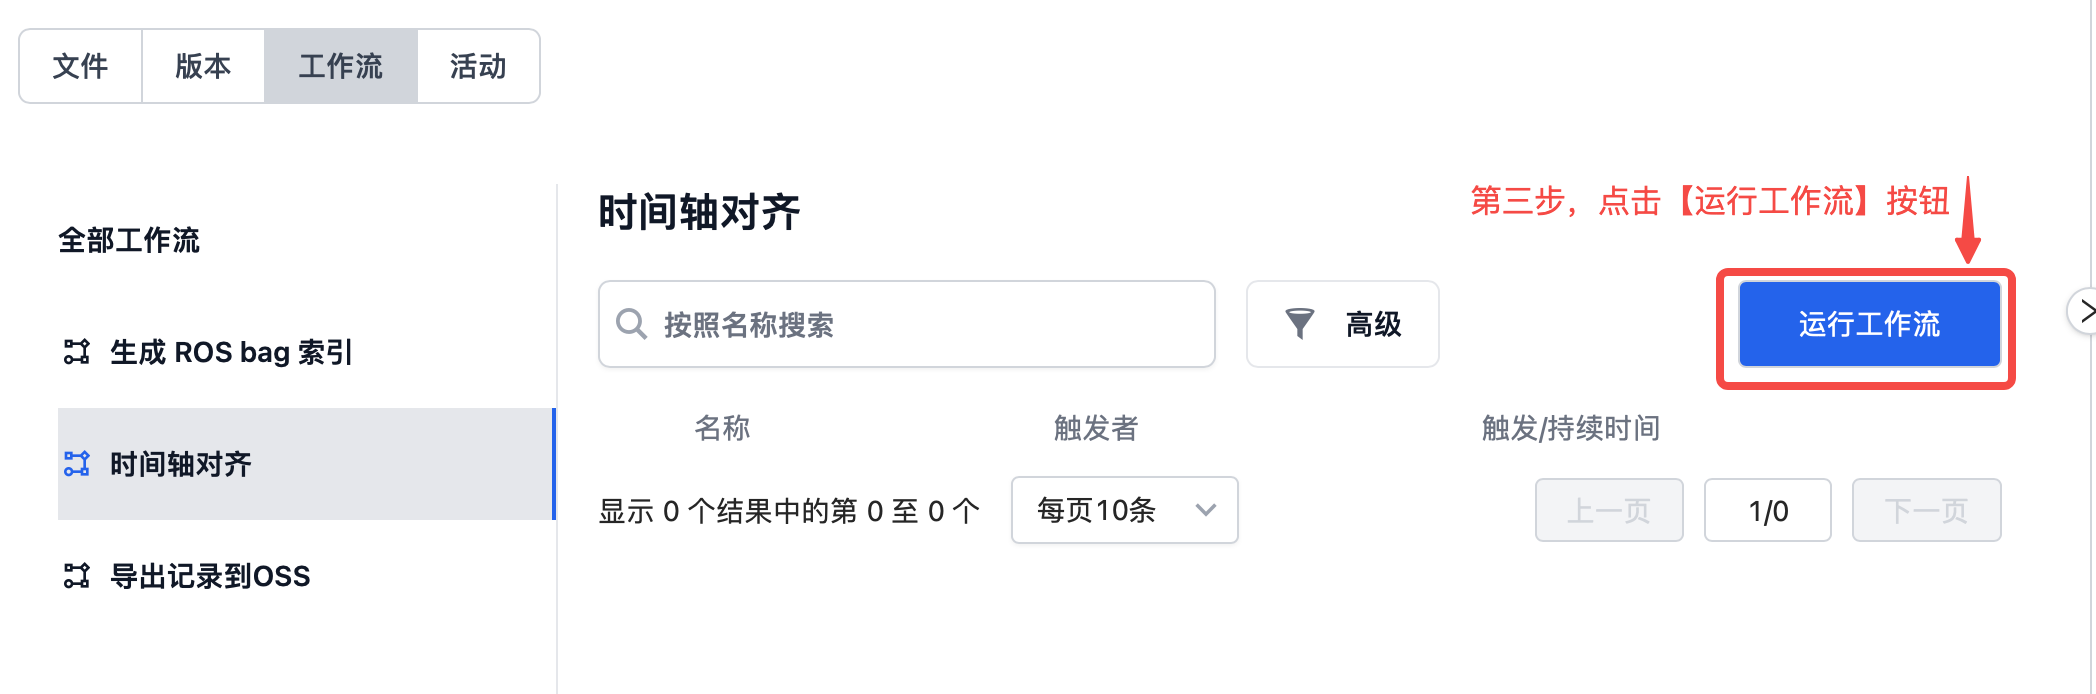 文件 版本 工作流 活动
全部工作流
生成 ROS bag 索引
时间轴对齐
导出记录到OSS
时间轴对齐
第三步，点击【运行工作流】按钮
按照名称搜索 高级 运行工作流
名称 触发者 触发/持续时间
显示 0 个结果中的第 0 至 0 个 每页10条 上一页 1/0 下一页